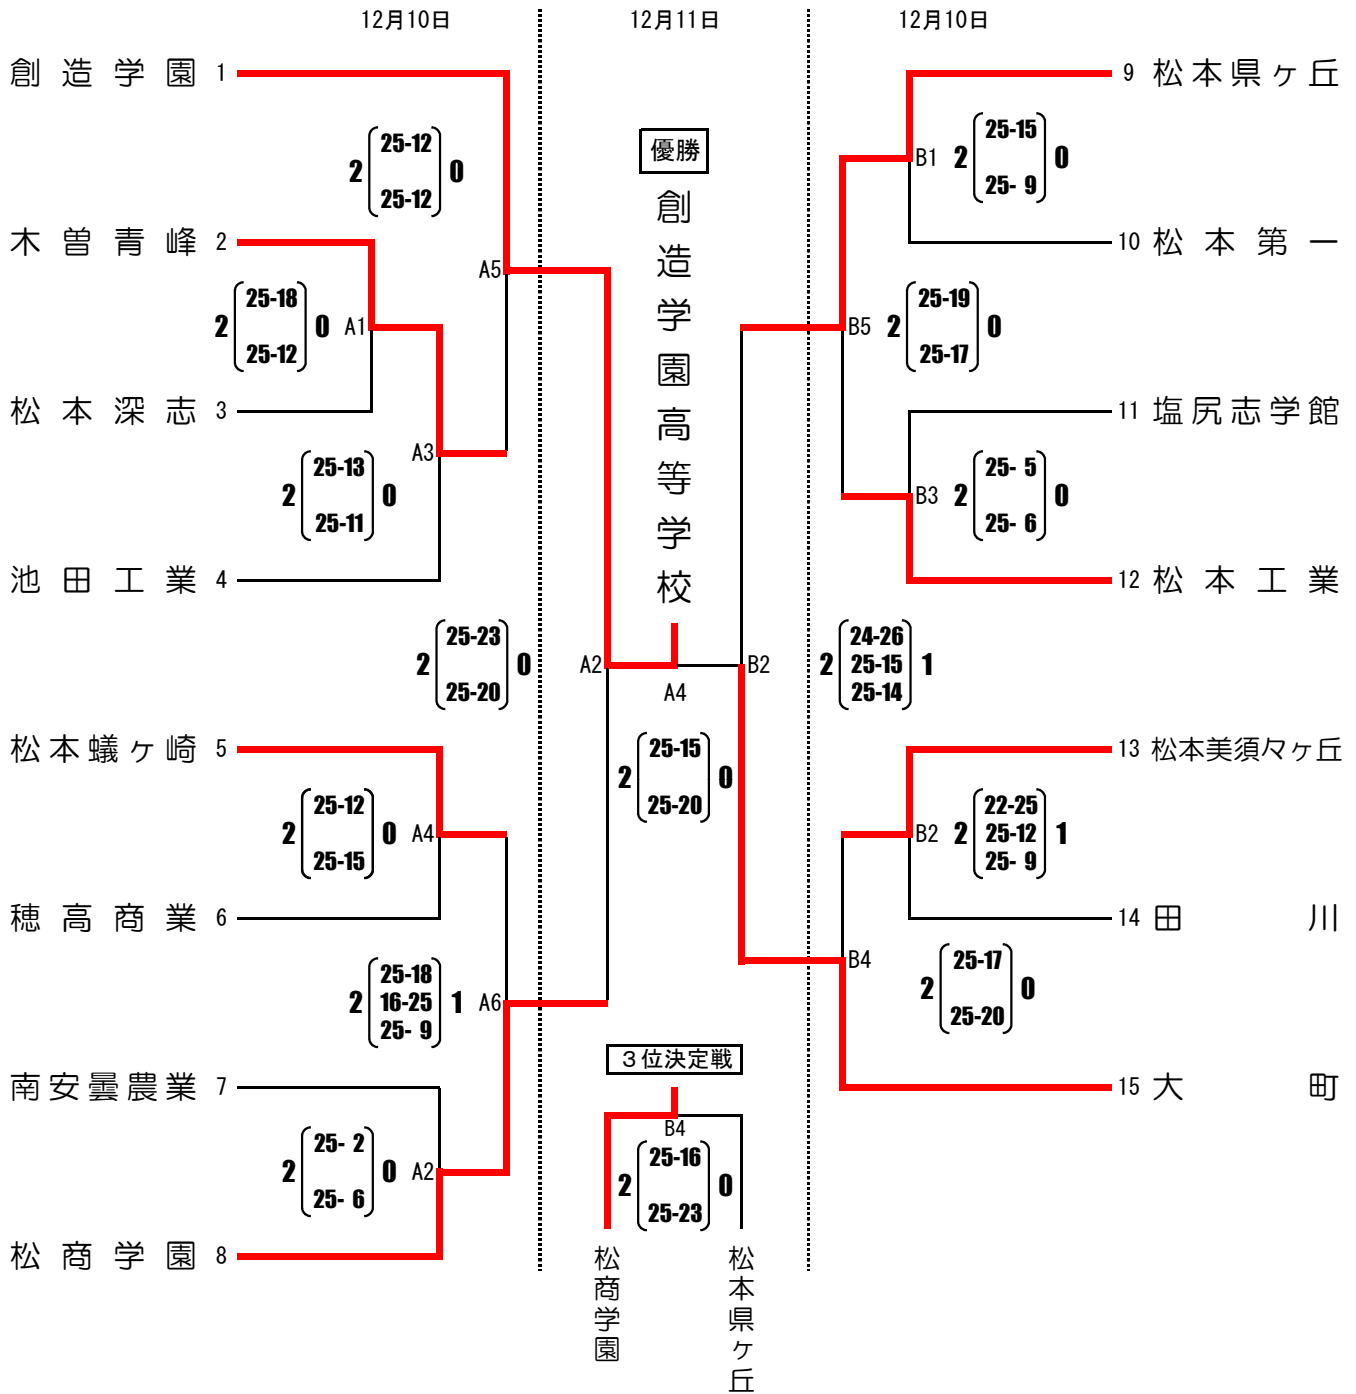 12月10日
12月11日
12月10日
創造学園 1
9 松本県ヶ丘
優勝
創造学園高等学校
2 25-12 25-12 0
B1 2 25-15 25- 9 0
木曽青峰 2
10 松本第一
A5
2 25-18 25-12 0 A1
B5 2 25-19 25-17 0
松本深志 3
11 塩尻志学館
2 25-13 25-11 0 A3
B3 2 25- 5 25- 6 0
池田工業 4
12 松本工業
2 25-23 25-20 0 A2
B2 2 24-26 25-15 25-14 1
A4
2 25-15 25-20 0
松本蟻ヶ崎 5
13 松本美須々ヶ丘
2 25-12 25-15 0 A4
B2 2 22-25 25-12 25- 9 1
穂高商業 6
14 田川
2 25-18 16-25 25- 9 1 A6
B4 2 25-17 25-20 0
南安曇農業 7
15 大町
3位決定戦
B4
2 25-16 25-23 0
2 25- 2 25- 6 0 A2
松商学園 8
松商学園
松本県ヶ丘